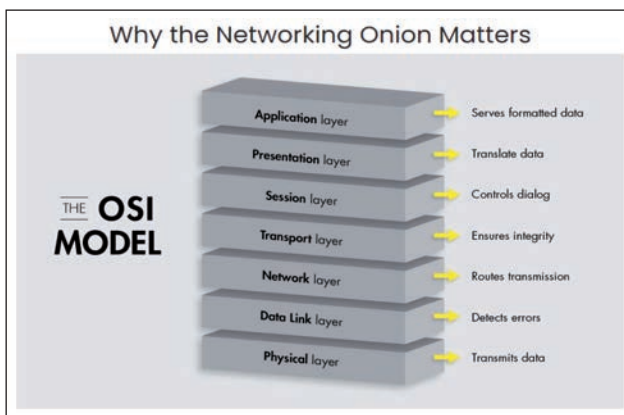 Why the Networking Onion Matters
THE OSI
MODEL
Application layer
Serves formatted data
Presentation layer
Translate data
Session layer
Controls dialog
Transport layer
Ensures integrity
Network layer
Routes transmission
Data Link layer
Detects errors
Physical layer
Transmits data